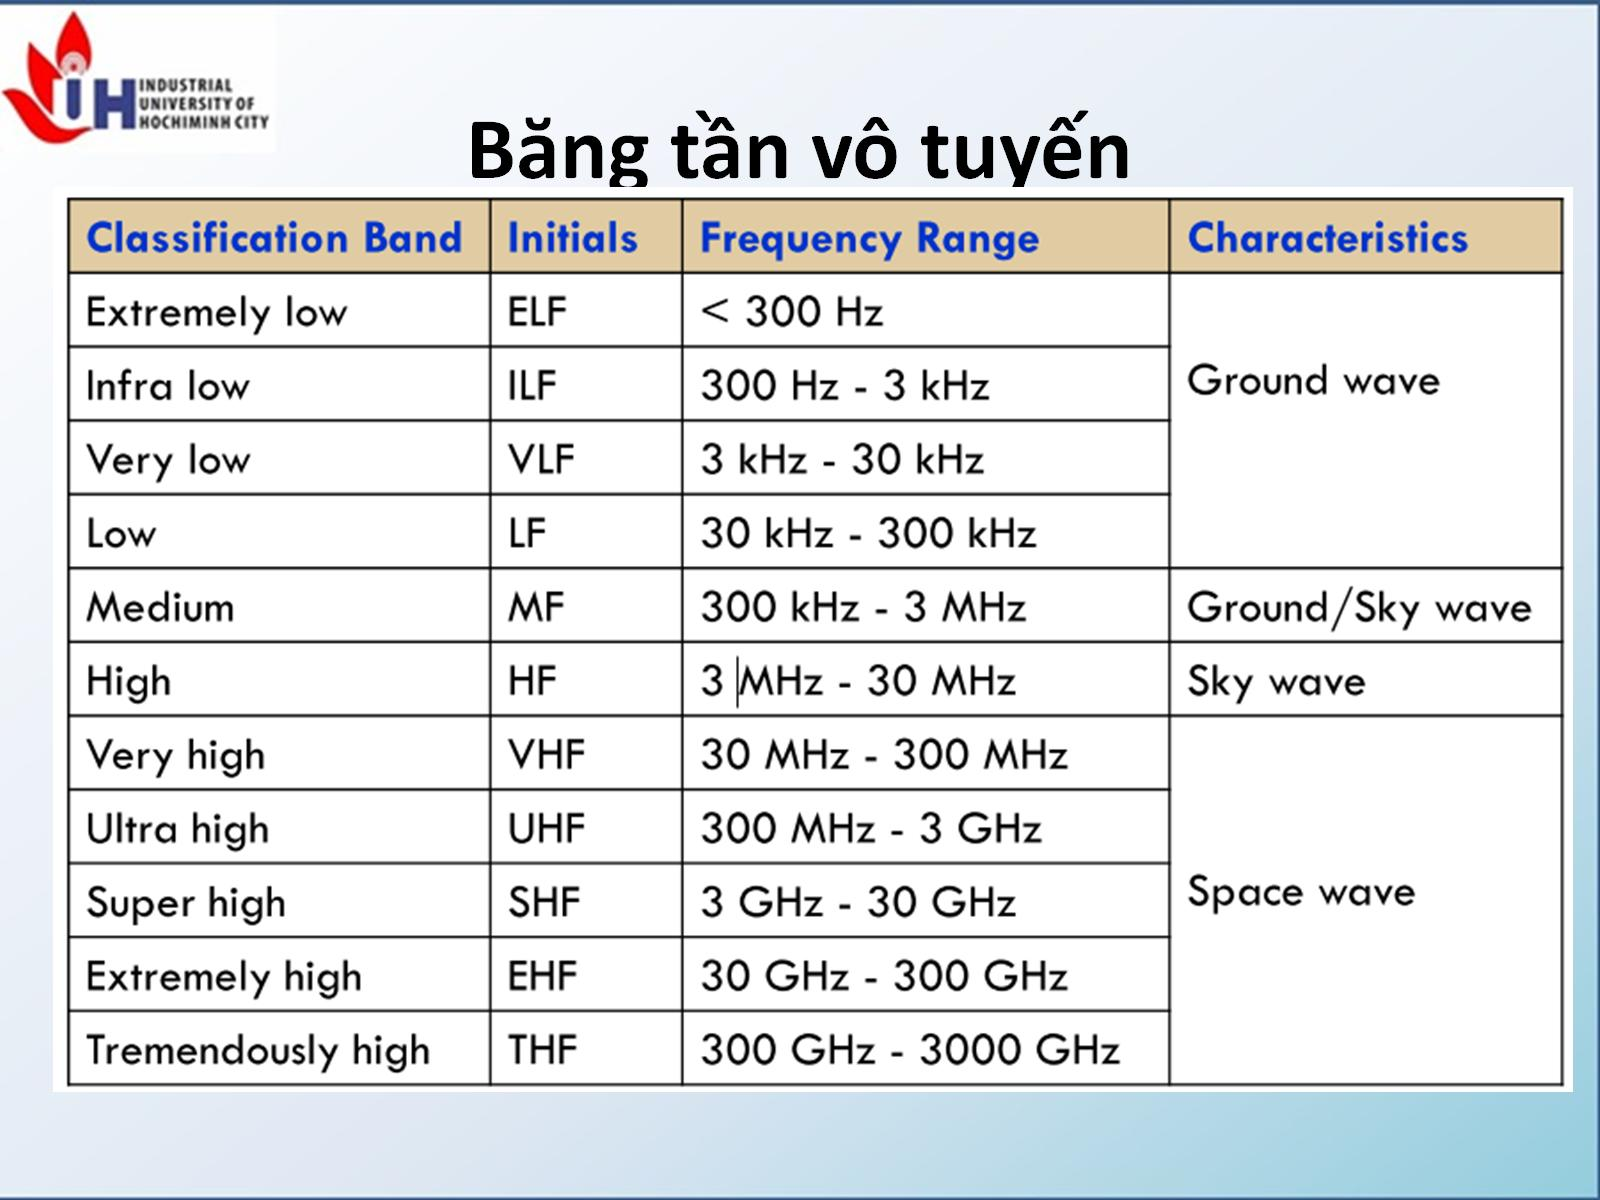 INDUSTRIAL
UNIVERSITY OF
HOCHIMINH CITY
IUH
Băng tần vô tuyến
Classification Band Initials Frequency Range Characteristics
Extremely low ELF < 300 Hz
Infra low ILF 300 Hz - 3 kHz
Ground wave
Very low VLF 3 kHz - 30 kHz
Low LF 30 kHz - 300 kHz
Medium MF 300 kHz - 3 MHz Ground/Sky wave
High HF 3 MHz - 30 MHz Sky wave
Very high VHF 30 MHz - 300 MHz
Ultra high UHF 300 MHz - 3 GHz
Super high SHF 3 GHz - 30 GHz
Space wave
Extremely high EHF 30 GHz - 300 GHz
Tremendously high THF 300 GHz - 3000 GHz